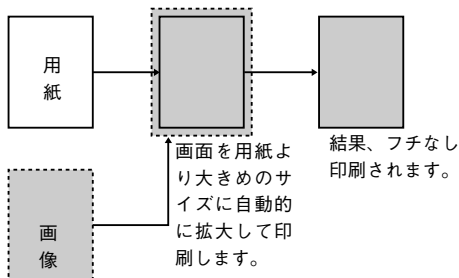 用
紙
画面を用紙よ
り大きめのサ
イズに自動的
に拡大して印
刷します。
結果、フチなし
印刷されます。
画
像